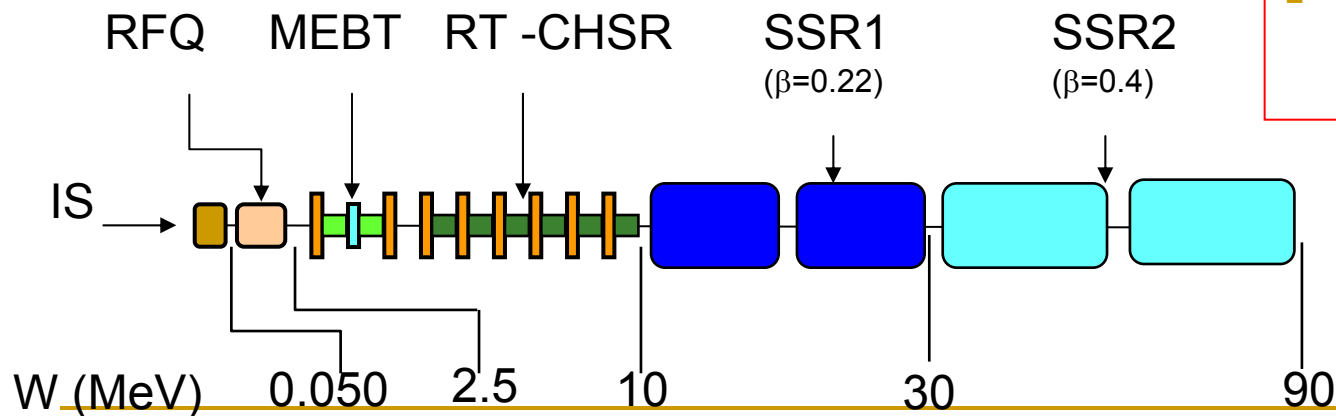 RFQ MEBT RT -CHSR SSR1 SSR2
(β=0.22) (β=0.4)
IS
W (MeV) 0.050 2.5 10 30 90